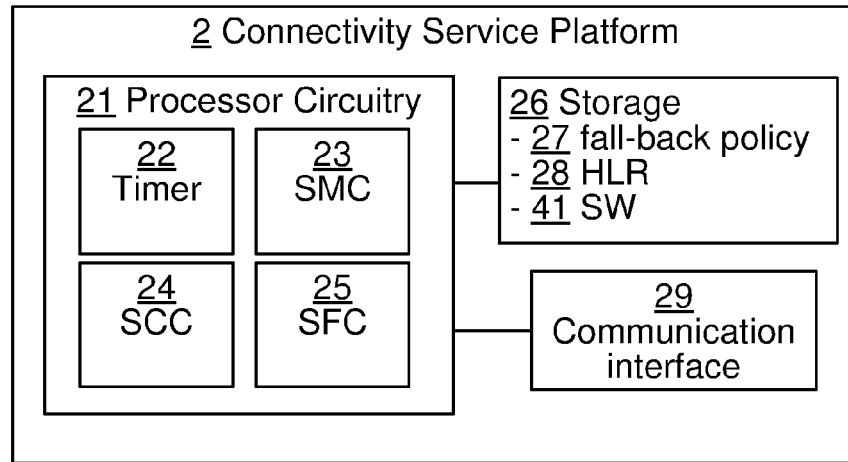 2 Connectivity Service Platform
21 Processor Circuitry
22
Timer
23
SMC
24
SCC
25
SFC
26 Storage
- 27 fall-back policy
- 28 HLR
- 41 SW
29
Communication
interface